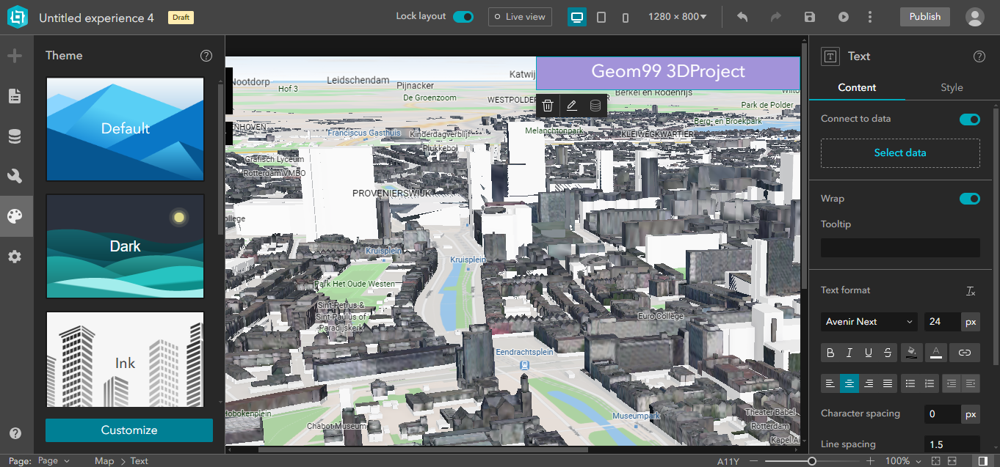 Untitled experience 4
Draft
Lock layout
Live view
1280 × 800
Publish
Theme
Default
Dark
Ink
Customize
Nootdorp
Hof 3
Leidschendam
Pijnacker
De Groenzoom
Katwij
WESTPOLDER
Geom99 3DProject
Berkel en Rodenrijs
Park de Polder
Berg- en Broekpark
Franciscus Gasthuis
Kinderdagverblijf
Plukkebol
Melanchtonpark
KLEIWEGKWARTIER
Grafisch Lyceum
Rotterdam VMBO
PROVENIERSWIJK
Kruisplein
Kruisplein
Park Het Oude Westen
Sint-Petrus &
Sint-Paulus of
Paradijskerk
Euro College
Eendrachtsplein
Hobokenplein
Chabot Museum
Museumpark
Theater Babel
Rotterdam
Kapel Al
Text
Content
Style
Connect to data
Select data
Wrap
Tooltip
Text format
Avenir Next
24
px
B I U S
A
Character spacing
0
px
Line spacing
1.5
Page: Page
Map > Text
A11Y
100%